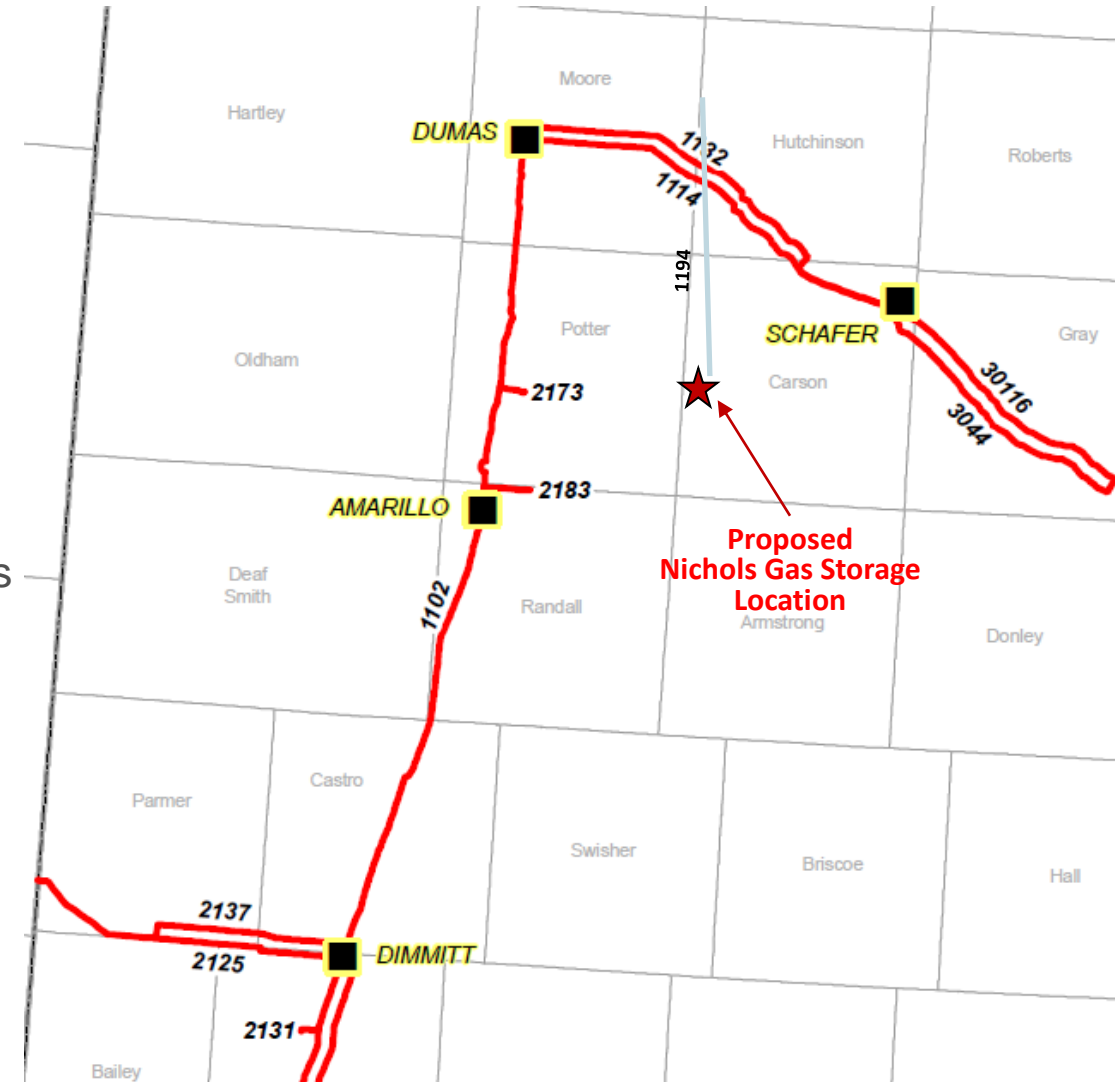 Moore
Hartley
DUMAS
1132
Hutchinson
Roberts
1114
1194
Potter
SCHAFER
Gray
Oldham
Carson
2173
30116
3044
2183
AMARILLO
Proposed
Nichols Gas Storage
Location
s
Deaf
Smith
1102
Randall
Armstrong
Donley
Castro
Parmer
Swisher
Briscoe
Hall
2137
DIMMITT
2125
2131
Bailey